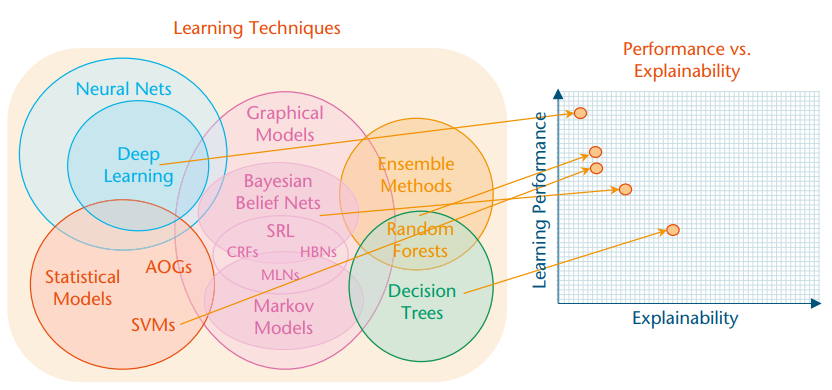 Learning Techniques
Neural Nets
Deep
Learning
Graphical
Models
Bayesian
Belief Nets
SRL
CRFs
HBNs
MLNs
Markov
Models
Ensemble
Methods
Random
Forests
Decision
Trees
Statistical
Models
AOGs
SVMs
Performance vs.
Explainability
Learning Performance
Explainability